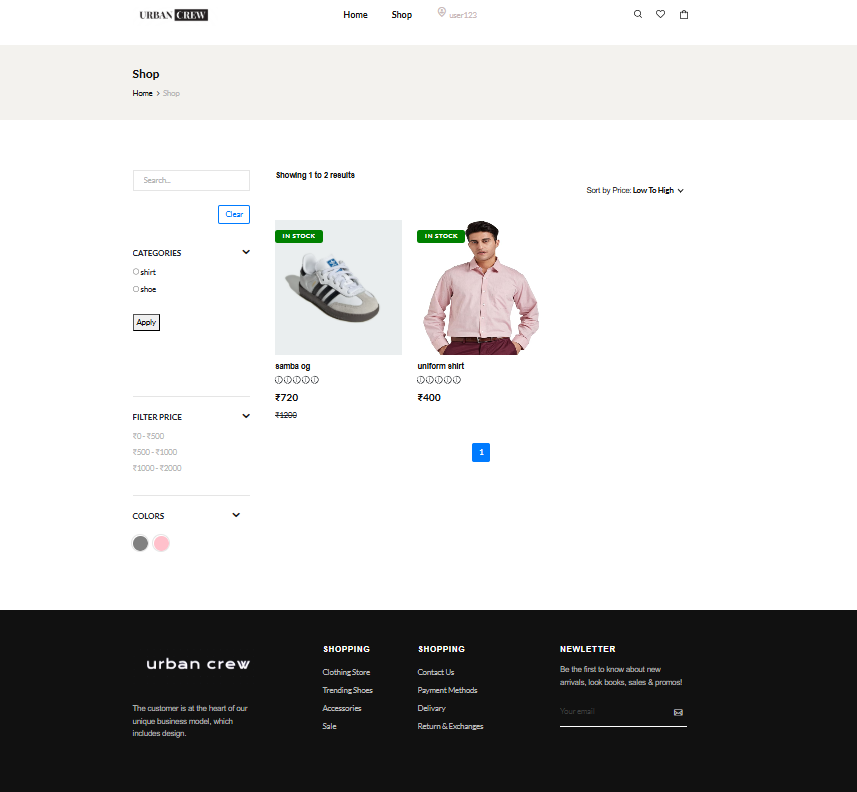 URBAN CREW
Home
Shop
user123
Shop
Home > Shop
Search...
Clear
CATEGORIES
shirt
shoe
Apply
FILTER PRICE
₹0 - ₹500
₹500 - ₹1000
₹1000 - ₹2000
COLORS
Showing 1 to 2 results
Sort by Price: Low To High
IN STOCK
samba og
₹720
₹1200
IN STOCK
uniform shirt
₹400
1
urban crew
The customer is at the heart of our
unique business model, which
includes design.
SHOPPING
Clothing Store
Trending Shoes
Accessories
Sale
SHOPPING
Contact Us
Payment Methods
Delivary
Return & Exchanges
NEWLETTER
Be the first to know about new
arrivals, look books, sales & promos!
Your email